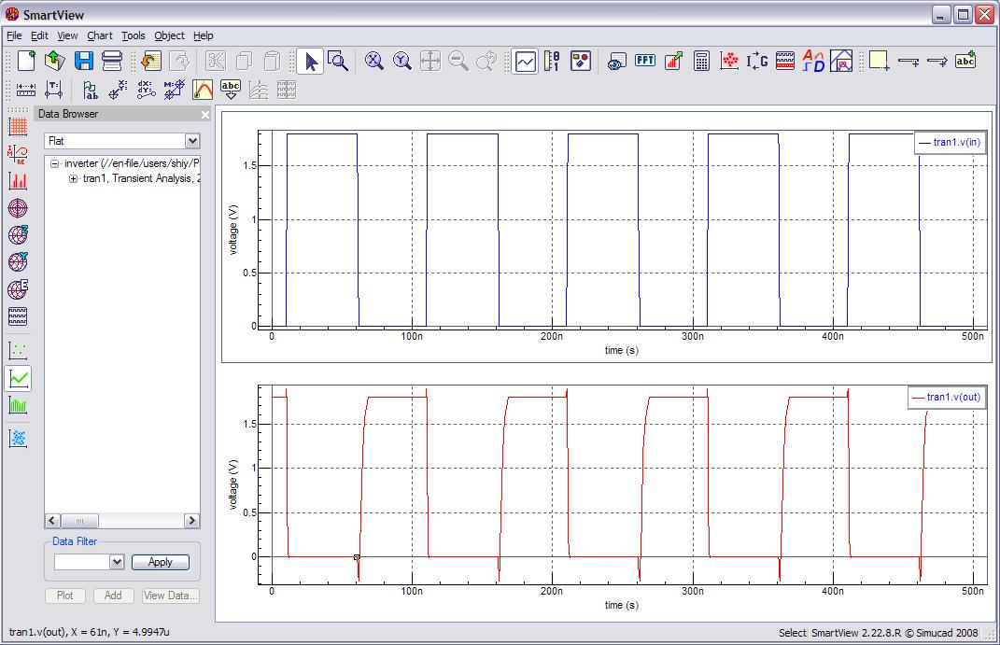 SmartView
File Edit View Chart Tools Object Help
Data Browser
Flat
inverter (//en-file/users/shiy/P
tran1, Transient Analysis, 2
Data Filter
Apply
Plot Add View Data...
tran1.v(in)
voltage (V)
1.5
1
0.5
0
0 100n 200n 300n 400n 500n
time (s)
tran1.v(out)
voltage (V)
1.5
1
0.5
0
0 100n 200n 300n 400n 500n
time (s)
tran1.v(out), X = 61n, Y = 4.9947u
Select SmartView 2.22.8.R © Simucad 2008